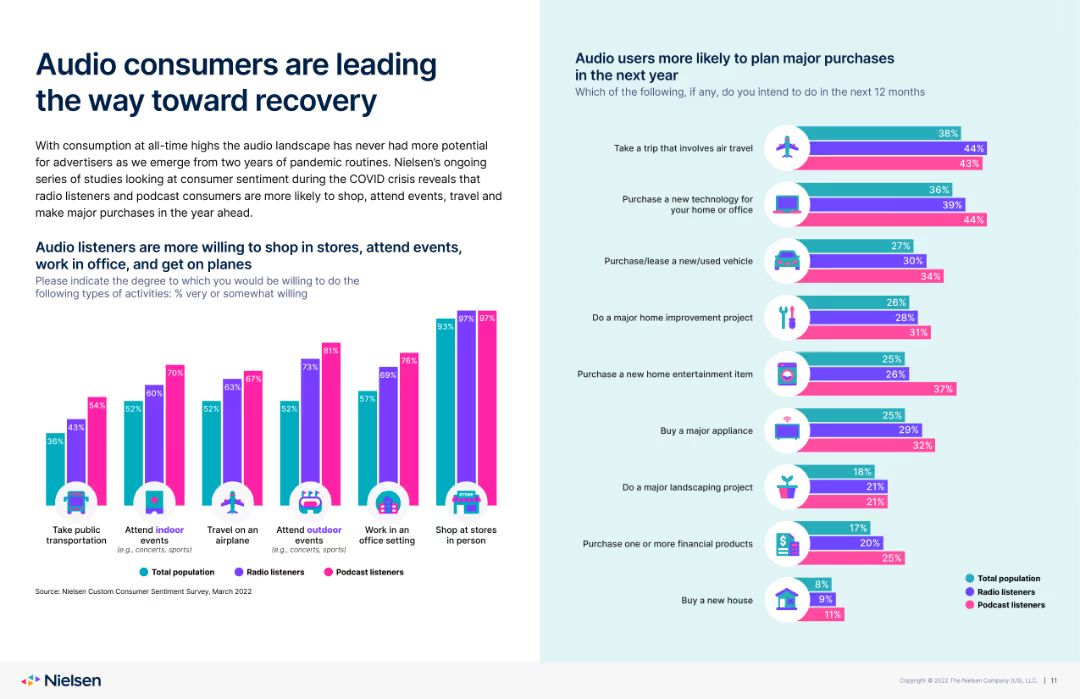 Audio consumers are leading
the way toward recovery
With consumption at all-time highs the audio landscape has never had more potential
for advertisers as we emerge from two years of pandemic routines. Nielsen's ongoing
series of studies looking at consumer sentiment during the COVID crisis reveals that
radio listeners and podcast consumers are more likely to shop, attend events, travel and
make major purchases in the year ahead.
Audio listeners are more willing to shop in stores, attend events,
work in office, and get on planes
Please indicate the degree to which you would be willing to do the
following types of activities: % very or somewhat willing
36%
43%
54%
Take public
transportation
52%
60%
70%
Attend indoor
events
(e.g., concerts, sports)
52%
63%
67%
Travel on an
airplane
52%
73%
81%
Attend outdoor
events
(e.g., concerts, sports)
57%
69%
76%
Work in an
office setting
93%
97%
97%
STORE
Shop at stores
in person
Total population
Radio listeners
Podcast listeners
Source: Nielsen Custom Consumer Sentiment Survey, March 2022
Audio users more likely to plan major purchases
in the next year
Which of the following, if any, do you intend to do in the next 12 months
Take a trip that involves air travel
38%
44%
43%
Purchase a new technology for
your home or office
36%
39%
44%
Purchase/lease a new/used vehicle
27%
30%
34%
Do a major home improvement project
26%
28%
31%
Purchase a new home entertainment item
25%
26%
37%
Buy a major appliance
25%
29%
32%
Do a major landscaping project
18%
21%
21%
Purchase one or more financial products
17%
20%
25%
Buy a new house
8%
9%
11%
Total population
Radio listeners
Podcast listeners
Nielsen
Copyright © 2022 The Nielsen Company (US), LLC. | 11